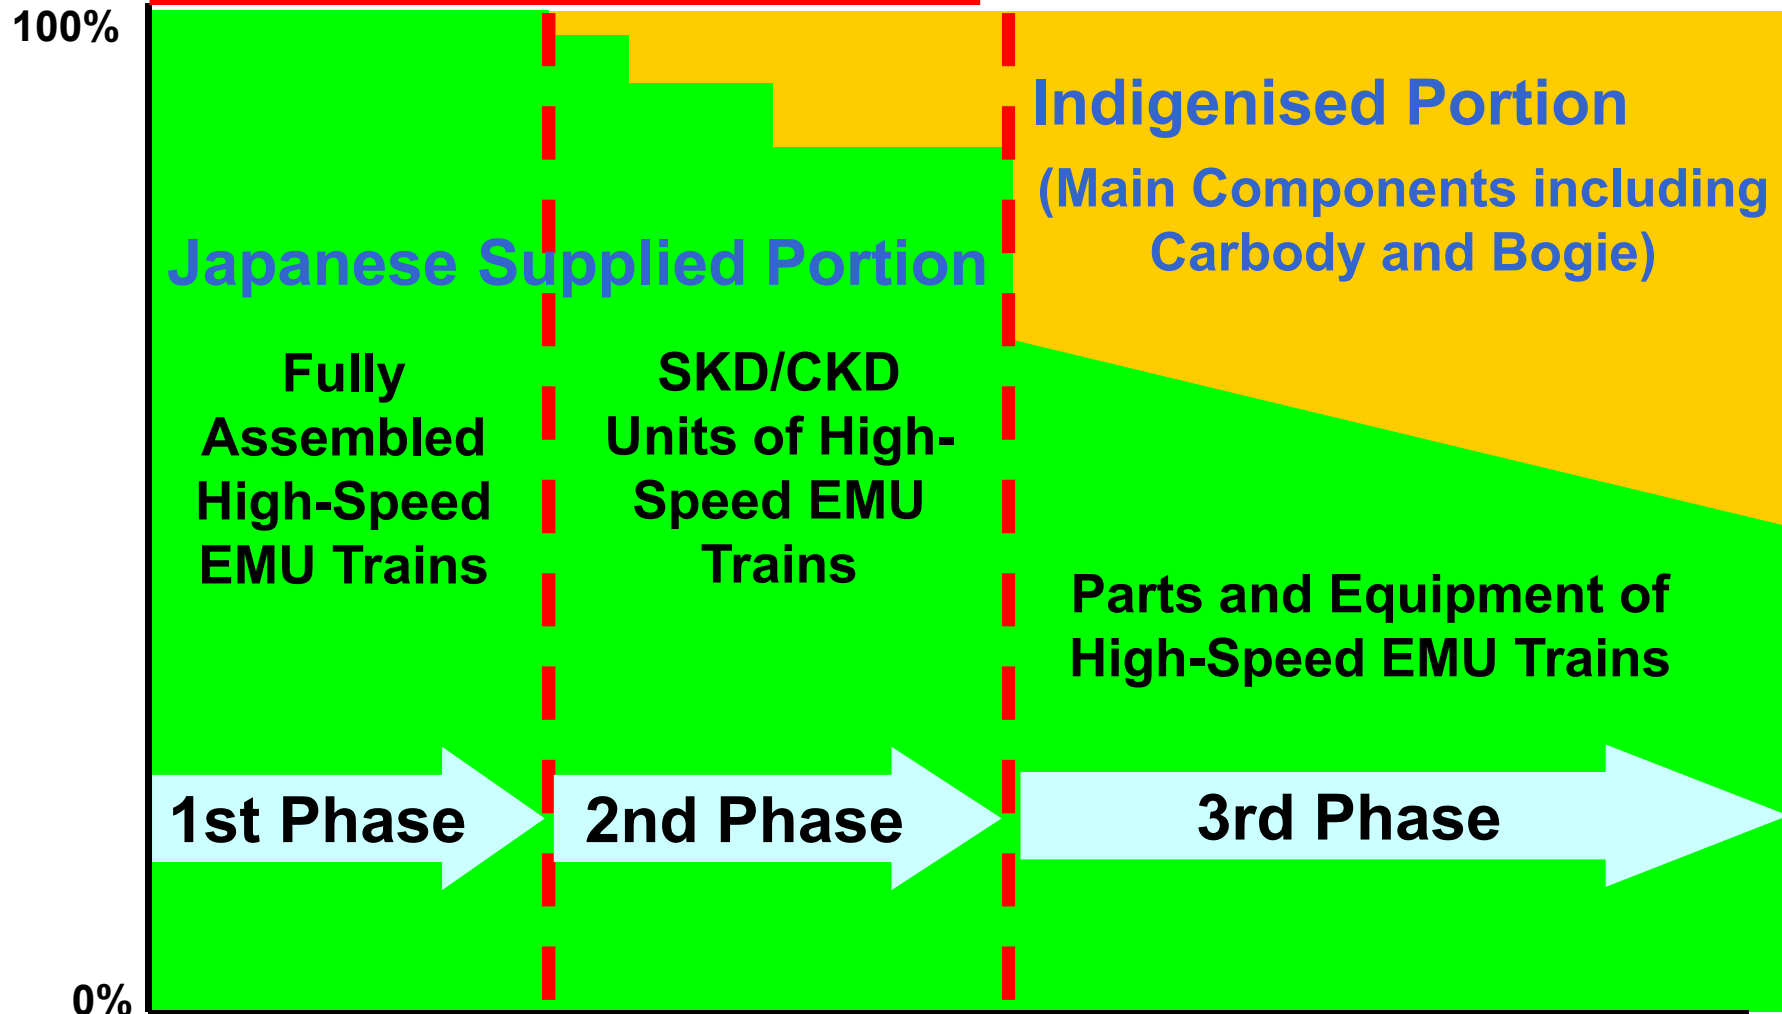 100%
Indigenised Portion
(Main Components including
Carbody and Bogie)
Japanese Supplied Portion
Fully
Assembled
High-Speed
EMU Trains
SKD/CKD
Units of High-
Speed EMU
Trains
Parts and Equipment of
High-Speed EMU Trains
1st Phase
2nd Phase
3rd Phase
0%